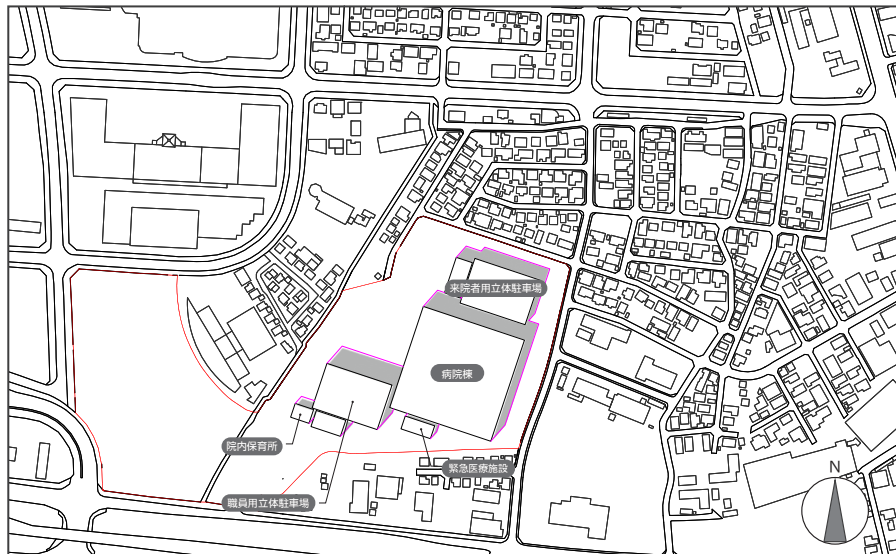 来院者用立体駐車場
病院棟
院内保育所
緊急医療施設
職員用立体駐車場
N